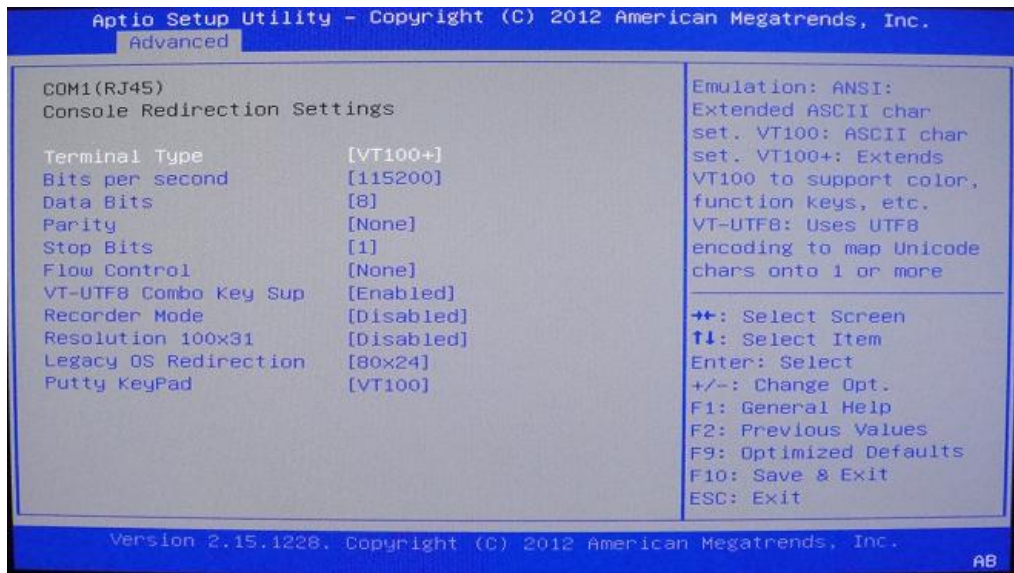 Aptio Setup Utility – Copyright (C) 2012 American Megatrends, Inc.
Advanced
COM1(RJ45)
Console Redirection Settings
Terminal Type [VT100+]
Bits per second [115200]
Data Bits [8]
Parity [None]
Stop Bits [1]
Flow Control [None]
VT-UTF8 Combo Key Sup [Enabled]
Recorder Mode [Disabled]
Resolution 100x31 [Disabled]
Legacy OS Redirection [80x24]
Putty KeyPad [VT100]
Emulation: ANSI:
Extended ASCII char
set. VT100: ASCII char
set. VT100+: Extends
VT100 to support color,
function keys, etc.
VT-UTF8: Uses UTF8
encoding to map Unicode
chars onto 1 or more
→←: Select Screen
↑↓: Select Item
Enter: Select
+/-: Change Opt.
F1: General Help
F2: Previous Values
F9: Optimized Defaults
F10: Save & Exit
ESC: Exit
Version 2.15.1228. Copyright (C) 2012 American Megatrends, Inc.
AB